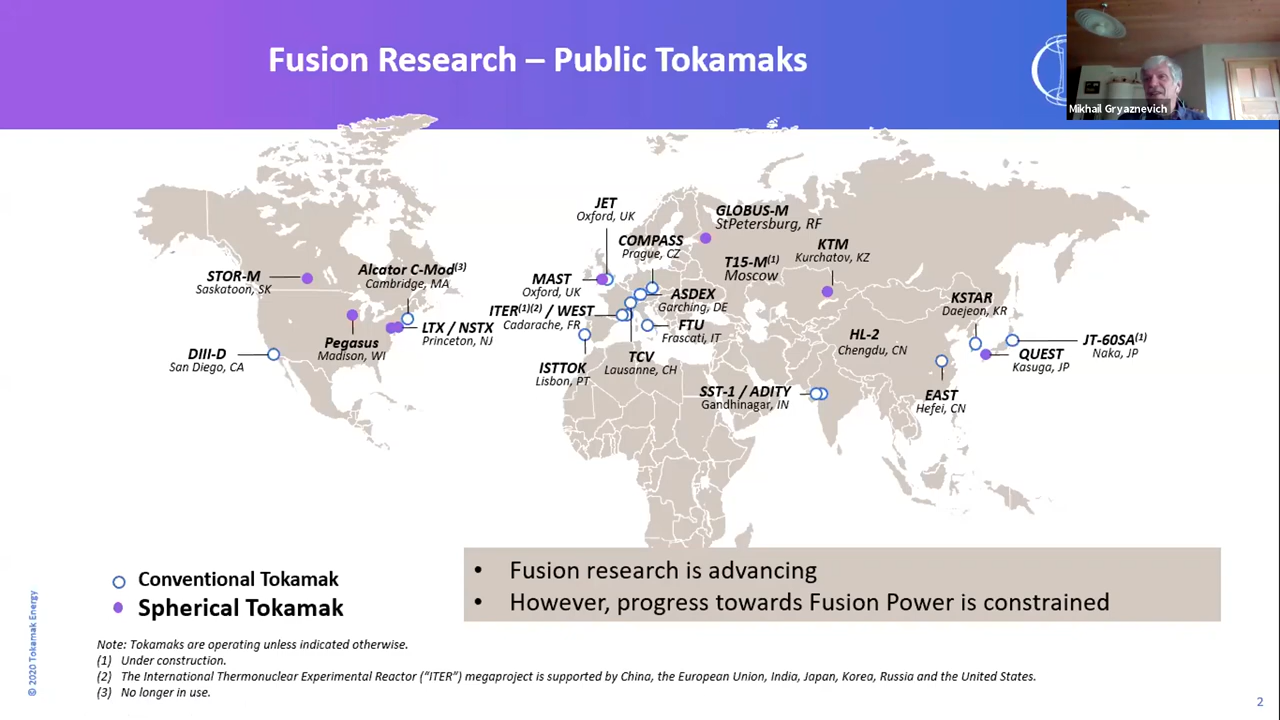 Fusion Research – Public Tokamaks
Mikhail Gryaznevich
JET
Oxford, UK
GLOBUS-M
StPetersburg, RF
COMPASS
Prague, CZ
KTM
Kurchatov, KZ
T15-M(1)
Moscow
STOR-M
Saskatoon, SK
Alcator C-Mod(3)
Cambridge, MA
MAST
Oxford, UK
ASDEX
Garching, DE
KSTAR
Daejeon, KR
ITER(1)(2) / WEST
Cadarache, FR
LTX / NSTX
Princeton, NJ
FTU
Frascati, IT
HL-2
Chengdu, CN
JT-60SA(1)
Naka, JP
Pegasus
Madison, WI
DIII-D
San Diego, CA
TCV
Lausanne, CH
QUEST
Kasuga, JP
ISTTOK
Lisbon, PT
SST-1 / ADITY
Gandhinagar, IN
EAST
Hefei, CN
Conventional Tokamak
Spherical Tokamak
• Fusion research is advancing
• However, progress towards Fusion Power is constrained
Note: Tokamaks are operating unless indicated otherwise.
(1) Under construction.
(2) The International Thermonuclear Experimental Reactor (“ITER”) megaproject is supported by China, the European Union, India, Japan, Korea, Russia and the United States.
(3) No longer in use.
© 2020 Tokamak Energy
2